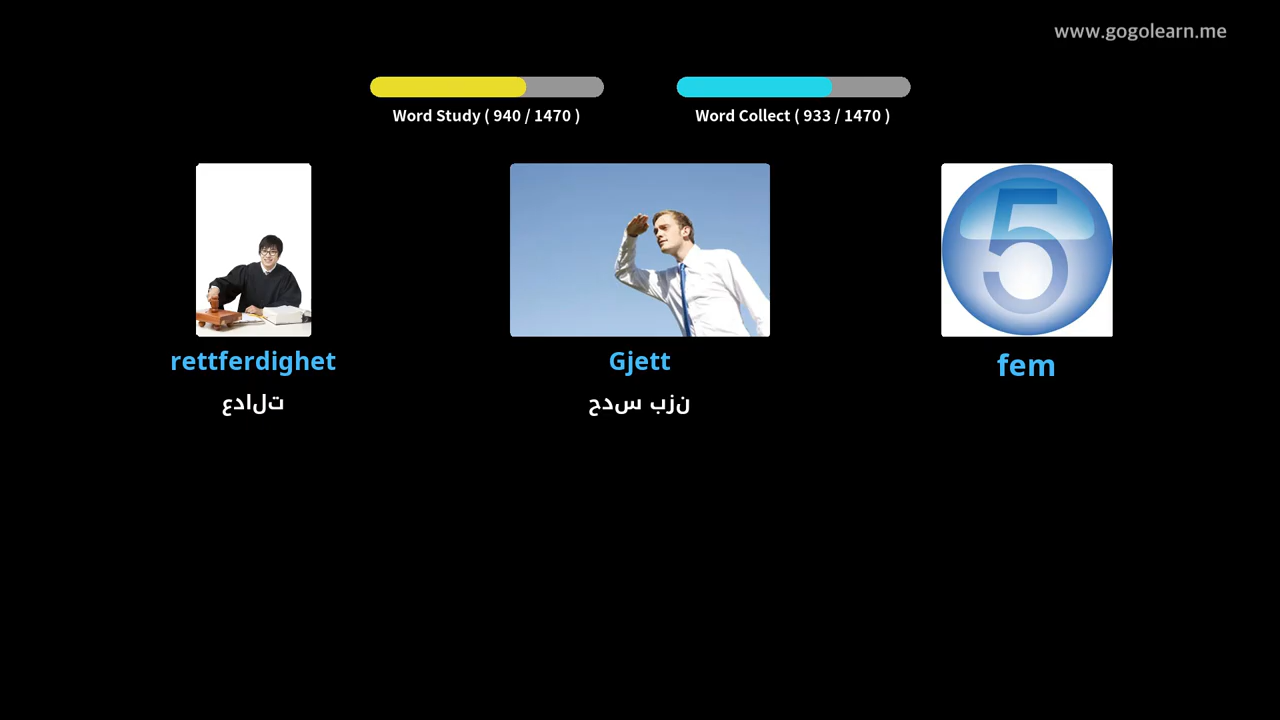 www.gogolearn.me
Word Study ( 940 / 1470 )
Word Collect ( 933 / 1470 )
5
rettferdighet
Gjett
fem
عدالت
حدس بزن